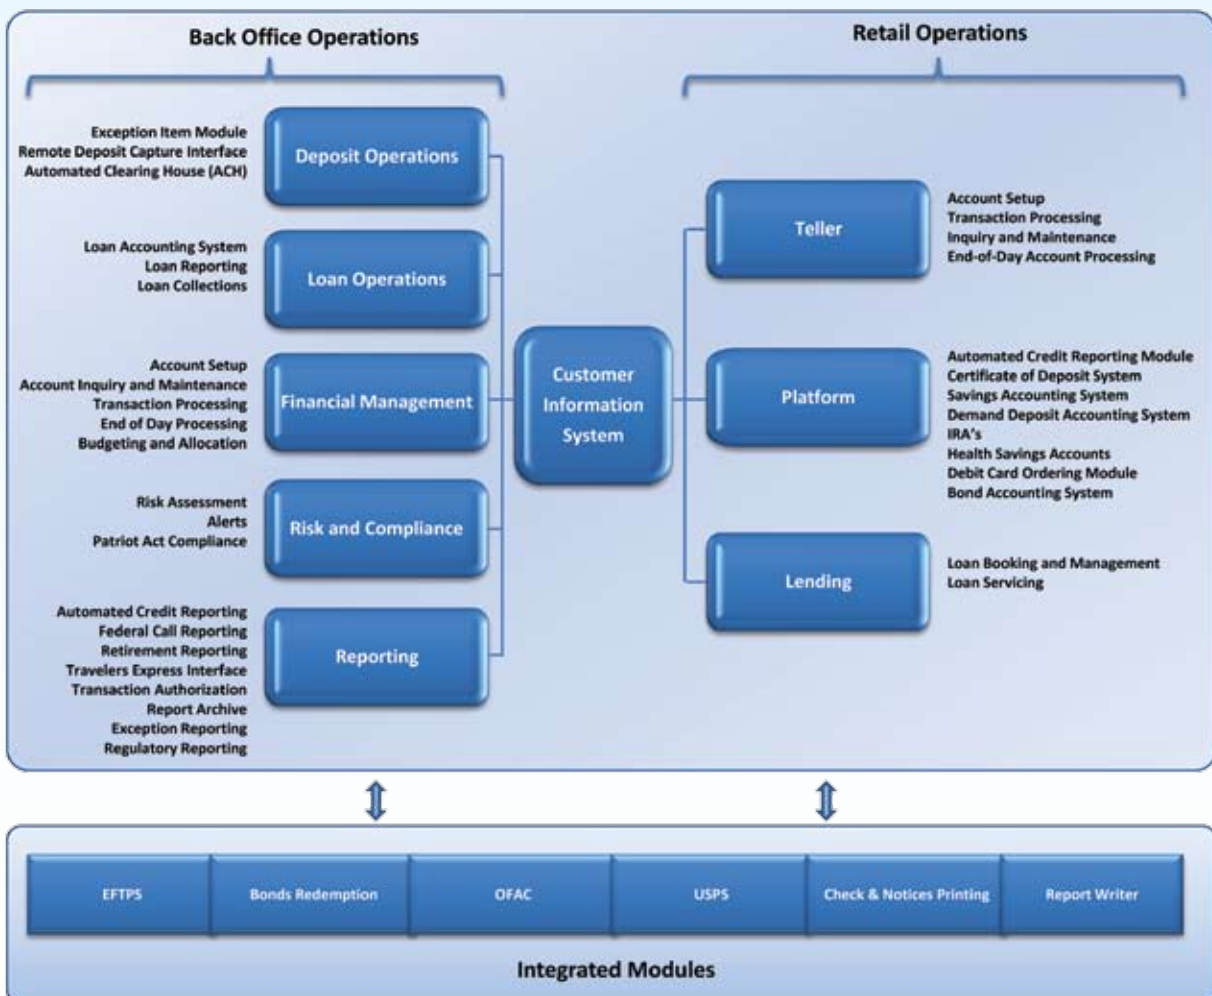 Back Office Operations
Retail Operations
Exception Item Module
Remote Deposit Capture Interface
Automated Clearing House (ACH)
Deposit Operations
Loan Accounting System
Loan Reporting
Loan Collections
Loan Operations
Account Setup
Account Inquiry and Maintenance
Transaction Processing
End of Day Processing
Budgeting and Allocation
Financial Management
Risk Assessment
Alerts
Patriot Act Compliance
Risk and Compliance
Automated Credit Reporting
Federal Call Reporting
Retirement Reporting
Travelers Express Interface
Transaction Authorization
Report Archive
Exception Reporting
Regulatory Reporting
Reporting
Customer
Information
System
Teller
Account Setup
Transaction Processing
Inquiry and Maintenance
End-of-Day Account Processing
Platform
Automated Credit Reporting Module
Certificate of Deposit System
Savings Accounting System
Demand Deposit Accounting System
IRA's
Health Savings Accounts
Debit Card Ordering Module
Bond Accounting System
Lending
Loan Booking and Management
Loan Servicing
EFTPS
Bonds Redemption
OFAC
USPS
Check & Notices Printing
Report Writer
Integrated Modules